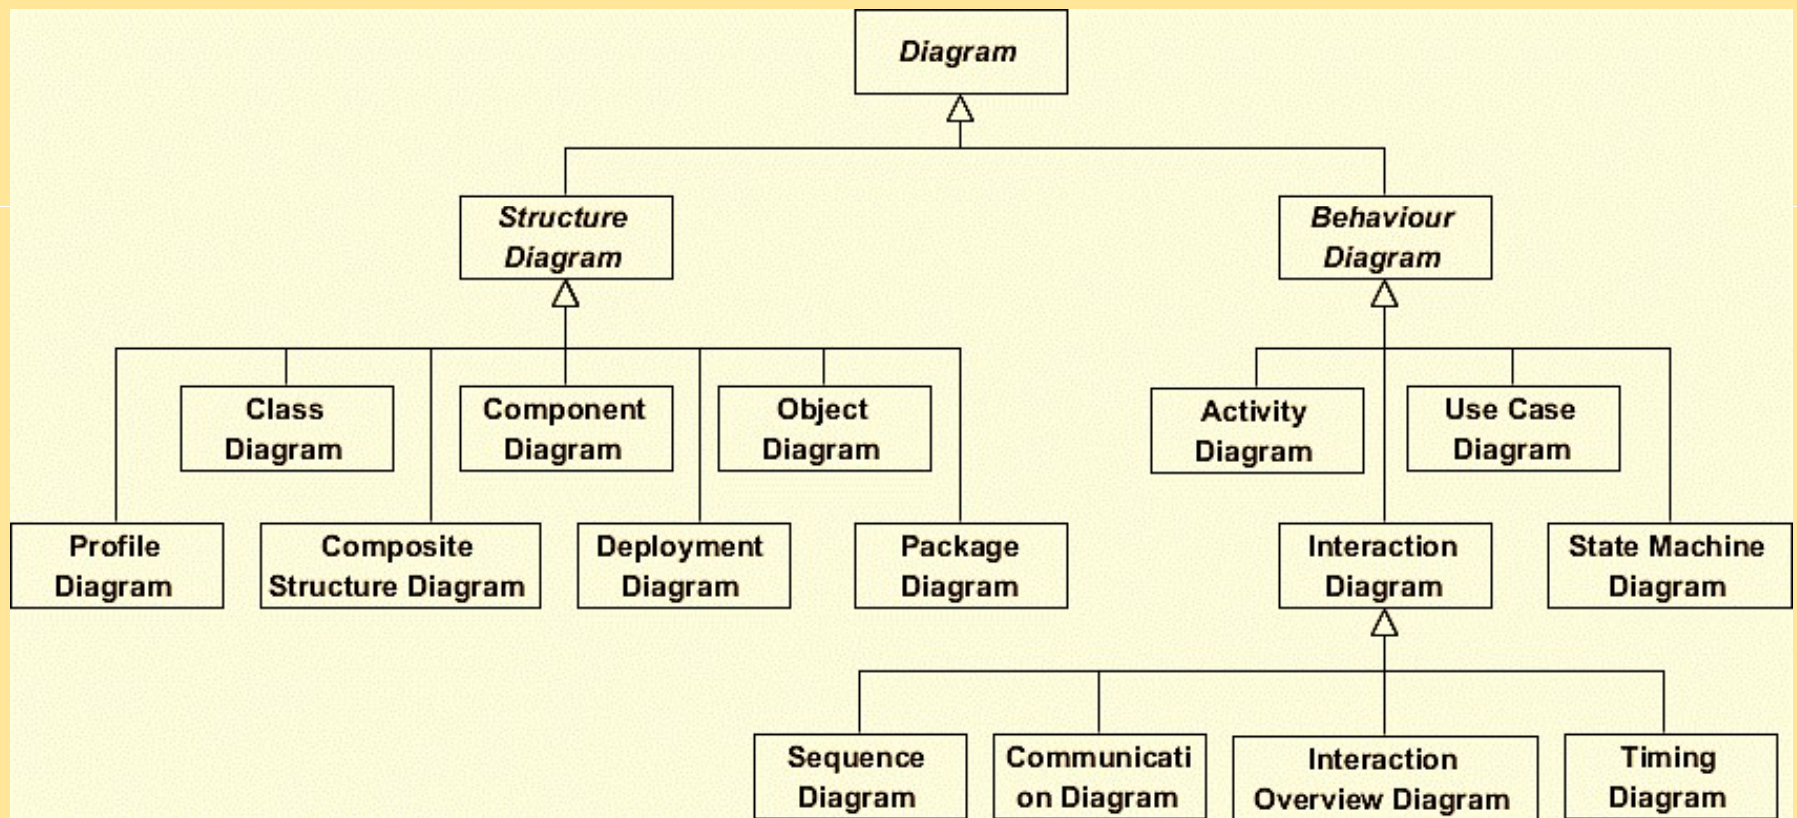 Diagram
Structure
Diagram
Behaviour
Diagram
Class
Diagram
Component
Diagram
Object
Diagram
Activity
Diagram
Use Case
Diagram
Profile
Diagram
Composite
Structure Diagram
Deployment
Diagram
Package
Diagram
Interaction
Diagram
State Machine
Diagram
Sequence
Diagram
Communicati
on Diagram
Interaction
Overview Diagram
Timing
Diagram